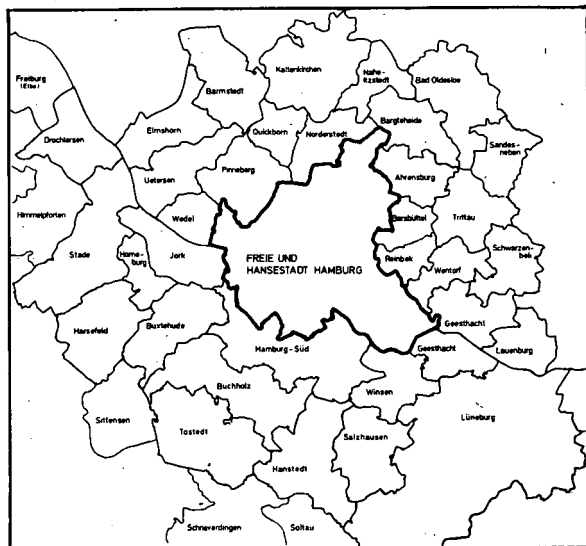 Kaltenkirchen
Nahe-
Itzstedt
Bad Oldesloe
Freiburg
(Elbe)
Barmstedt
Bargteheide
Elmshorn
Quickborn
Norderstedt
Drochtersen
Sandes-
neben
Pinneberg
Ahrensburg
Uetersen
Himmelpforten
Wedel
Barsbüttel
Trittau
Stade
Horne-
burg
Jork
FREIE UND
HANSESTADT HAMBURG
Reinbek
Wentorf
Schwarzen-
bek
Harsefeld
Buxtehude
Geesthacht
Hamburg-Süd
Geesthacht
Lauenburg
Buchholz
Winsen
Sittensen
Tostedt
Salzhausen
Lüneburg
Hanstedt
Schneverdingen
Soltau